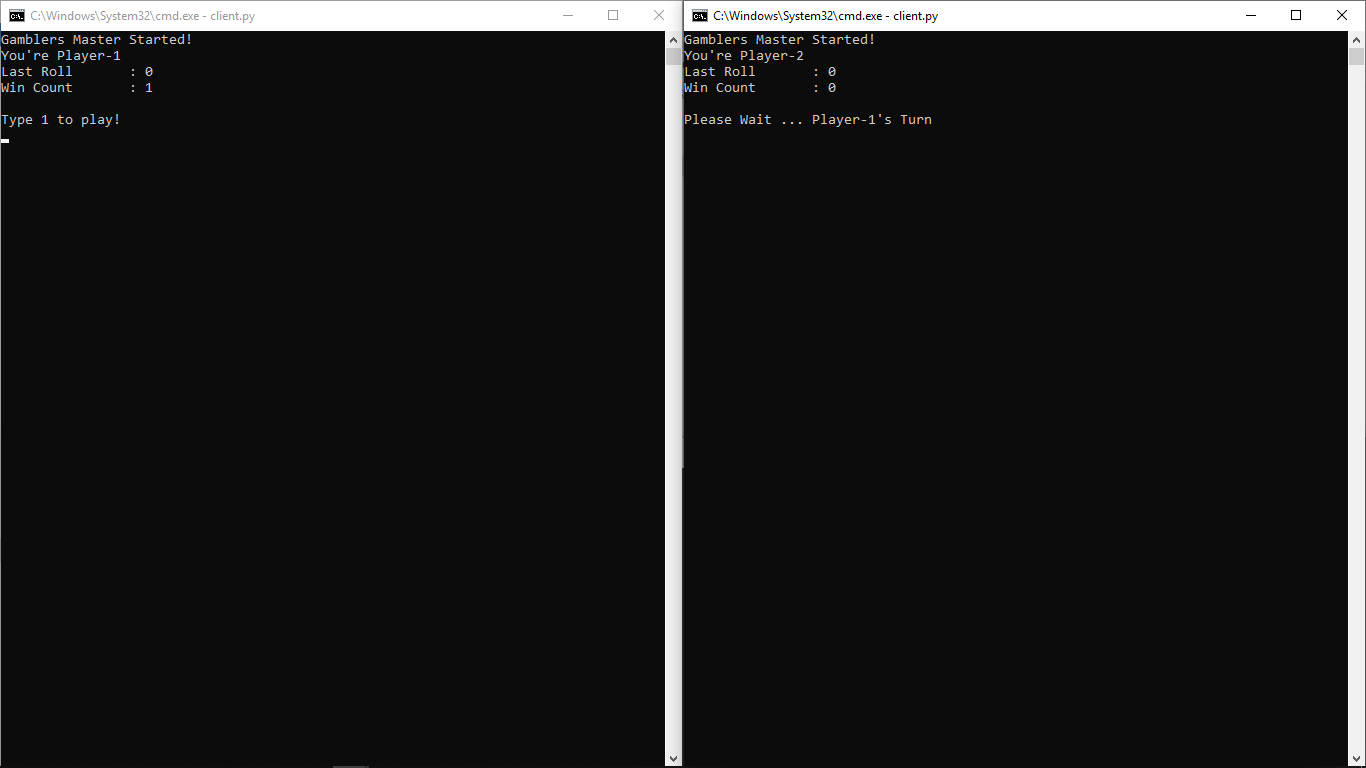 C:\Windows\System32\cmd.exe - client.py
Gamblers Master Started!
You're Player-1
Last Roll       : 0
Win Count       : 1
Type 1 to play!
C:\Windows\System32\cmd.exe - client.py
Gamblers Master Started!
You're Player-2
Last Roll       : 0
Win Count       : 0
Please Wait ... Player-1's Turn